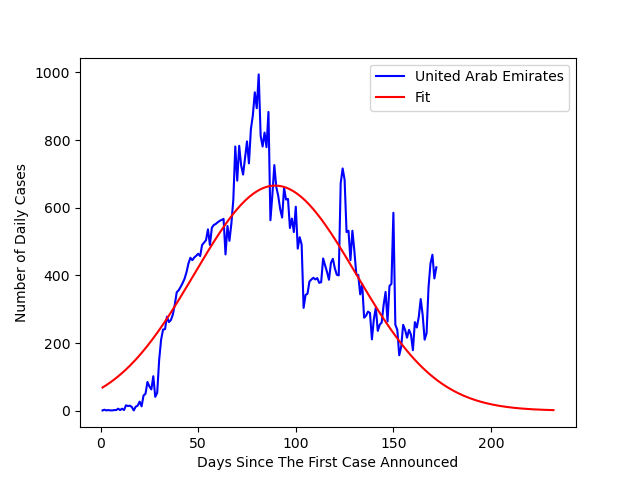 United Arab Emirates
Fit
Number of Daily Cases
1000
800
600
400
200
0
0 50 100 150 200
Days Since The First Case Announced